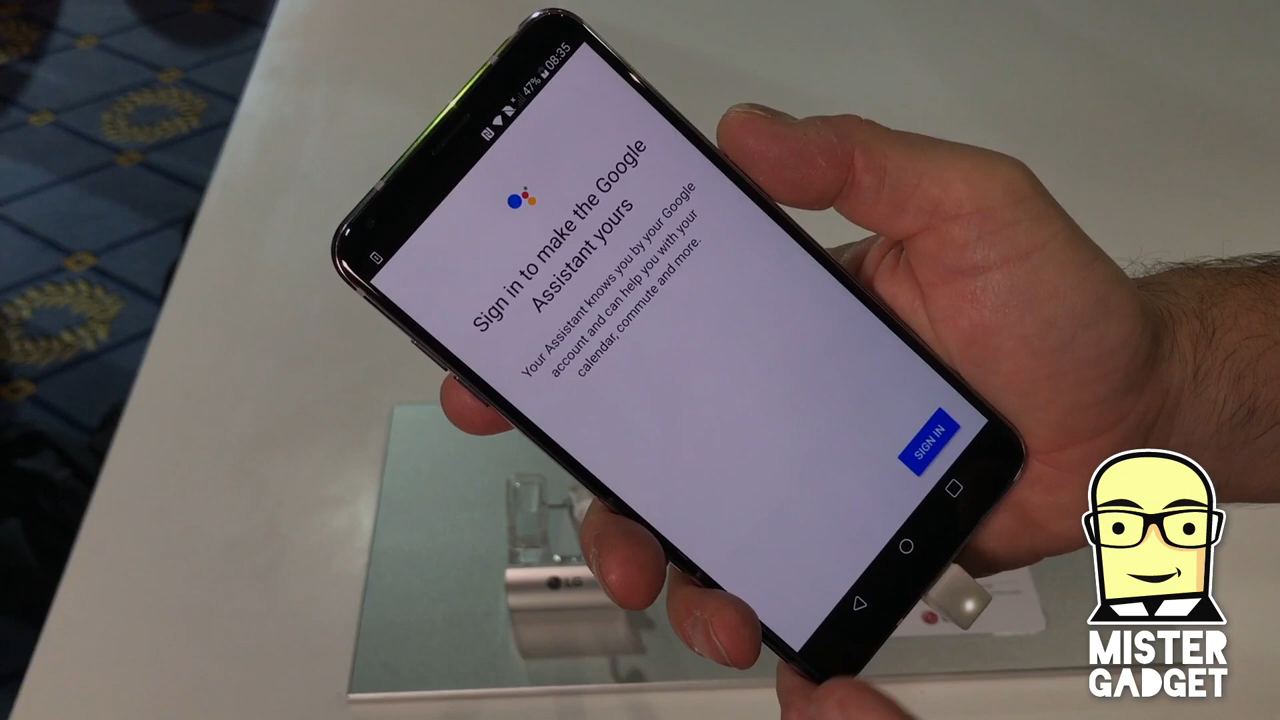 47% 08:35
Sign in to make the Google
Assistant yours
Your Assistant knows you by your Google
account and can help you with your
calendar, commute and more.
SIGN IN
LG
MISTER
GADGET